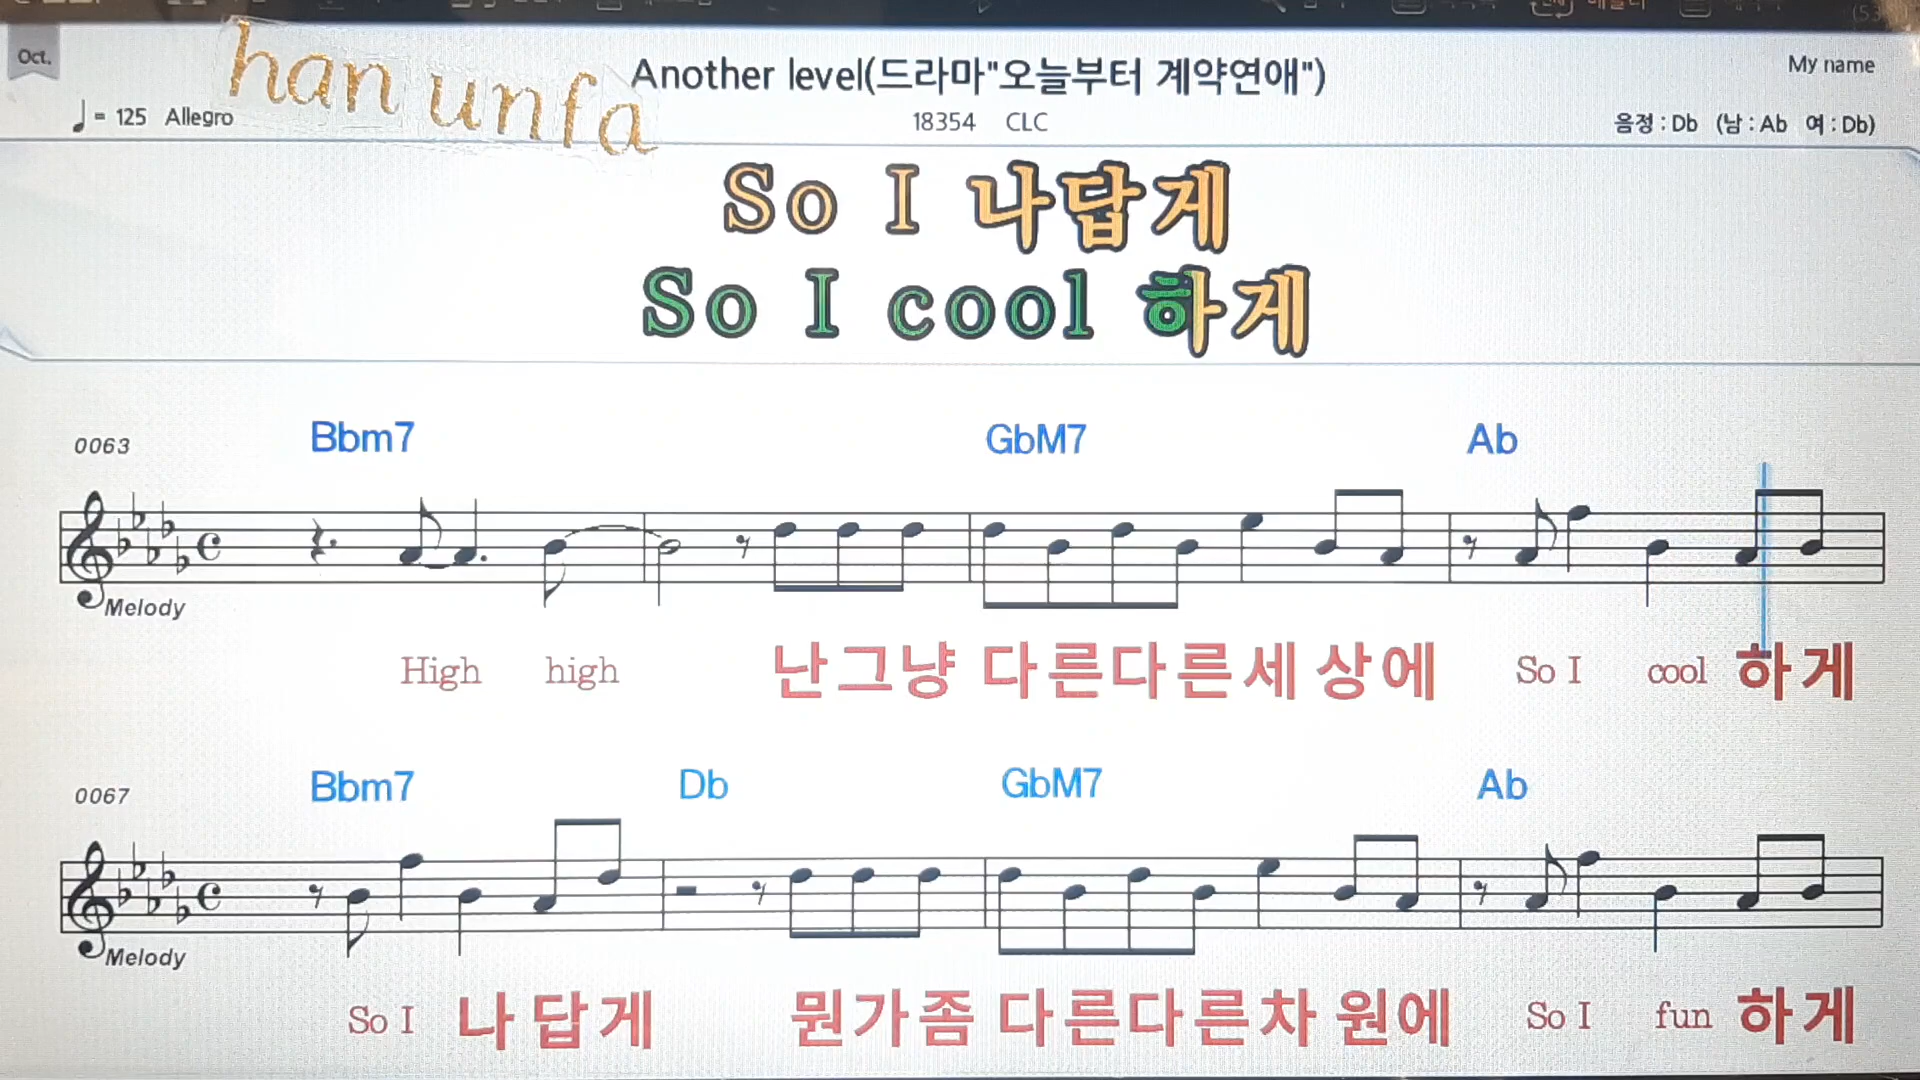 Oct.
han unfa
Another level(드라마"오늘부터 계약연애")
My name
♩= 125 Allegro
18354 CLC
음정 : Db (남 : Ab 여 : Db)
So I 나답게
So I cool 하게
0063
Bbm7 GbM7 Ab
Melody
High high 난그냥 다른다른세상에 So I cool 하게
0067
Bbm7 Db GbM7 Ab
Melody
So I 나답게 뭔가좀 다른다른차원에 So I fun 하게